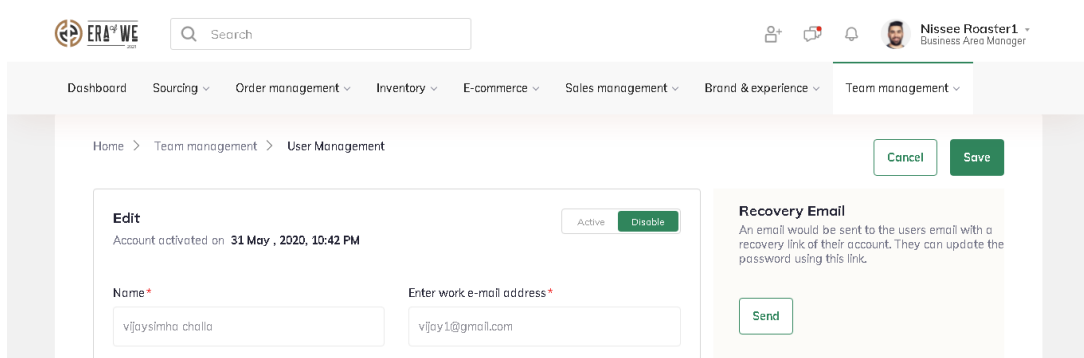 ERA OF WE
Search
Nissee Roaster1
Business Area Manager
Dashboard Sourcing Order management Inventory E-commerce Sales management Brand & experience Team management
Home > Team management > User Management
Cancel Save
Edit
Active Disable
Account activated on 31 May , 2020, 10:42 PM
Name* Enter work e-mail address*
vijaysimha challa vijay1@gmail.com
Recovery Email
An email would be sent to the users email with a
recovery link of their account. They can update the
password using this link.
Send